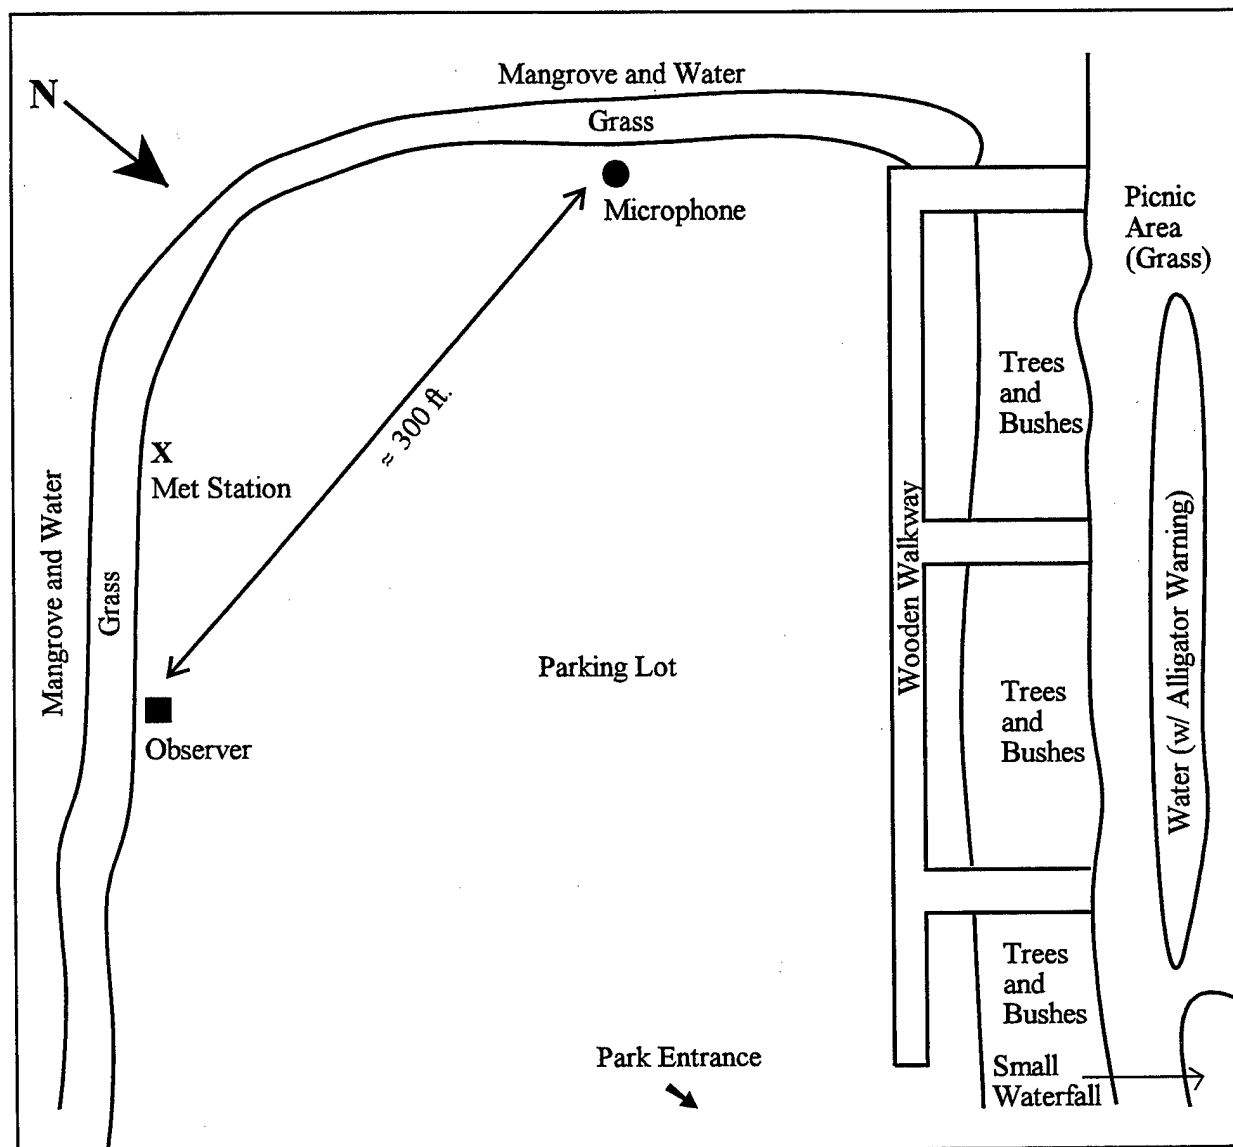 Mangrove and Water
N
Grass
Microphone
Picnic
Area
(Grass)
≈ 300 ft.
Trees
and
Bushes
X
Met Station
Mangrove and Water
Grass
Wooden Walkway
Water (w/ Alligator Warning)
Parking Lot
Trees
and
Bushes
Observer
Trees
and
Bushes
Park Entrance
Small
Waterfall